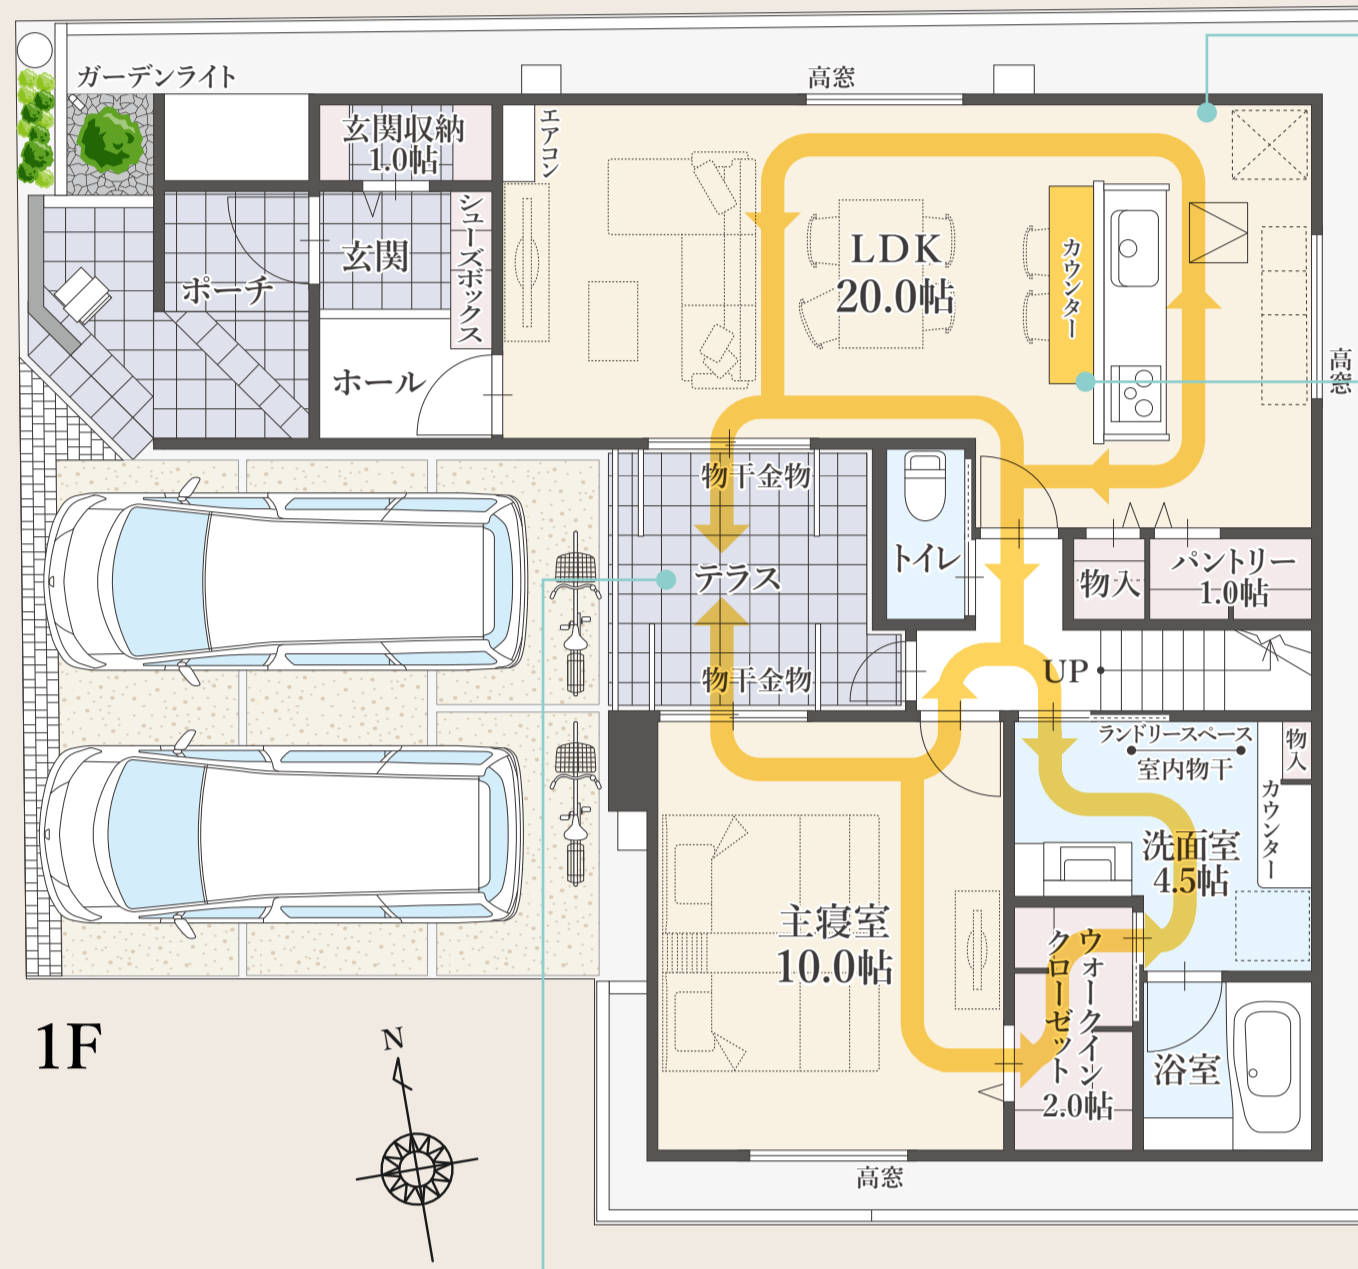 ガーデンライト
高窓
玄関収納
1.0帖
エアコン
シューズボックス
玄関
ポーチ
ホール
LDK
20.0帖
カウンター
高窓
物干金物
テラス
物干金物
トイレ
物入
パントリー
1.0帖
UP
ランドリースペース
室内物干
物入
カウンター
洗面室
4.5帖
主寝室
10.0帖
ウォークイン
クローゼット
2.0帖
浴室
高窓
1F
N